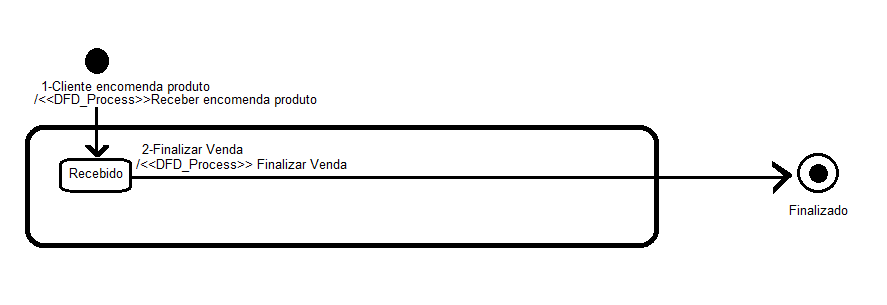 1-Cliente encomenda produto
/<<DFD_Process>>Receber encomenda produto
2-Finalizar Venda
/<<DFD_Process>> Finalizar Venda
Recebido
Finalizado